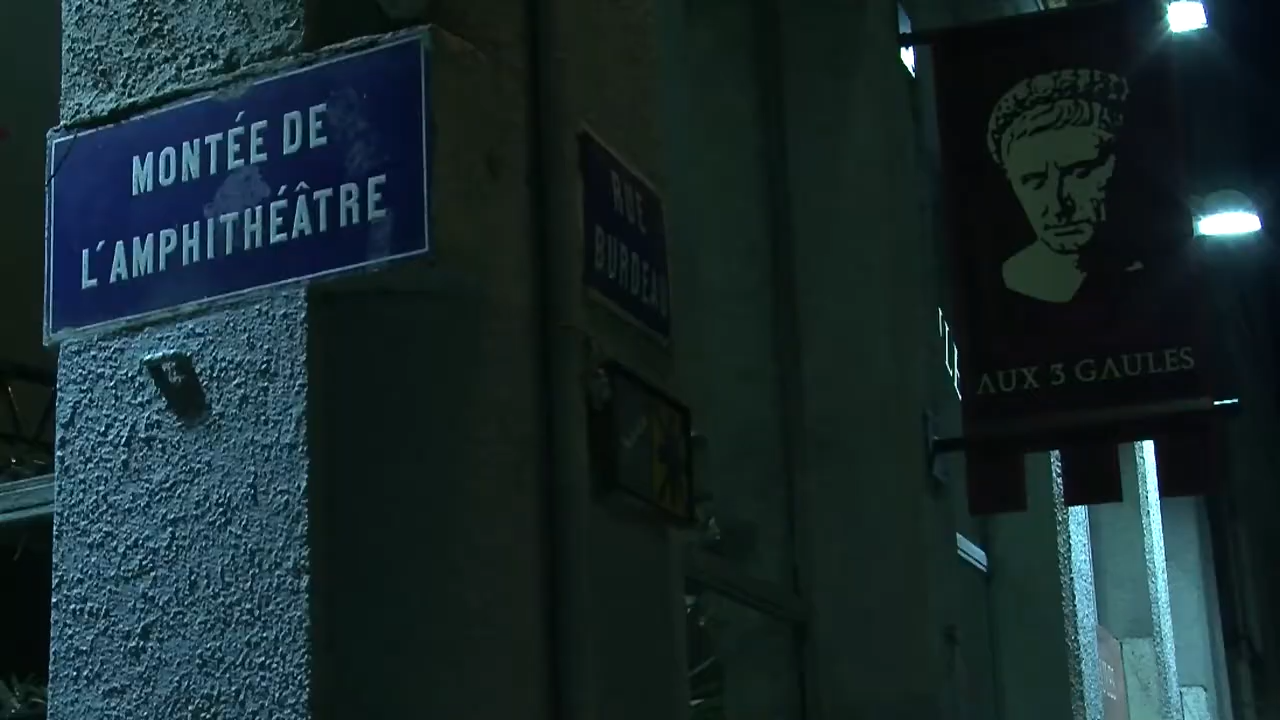 MONTÉE DE
L'AMPHITHÉÂTRE
RUE
BURDEAU
AUX 3 GAULES